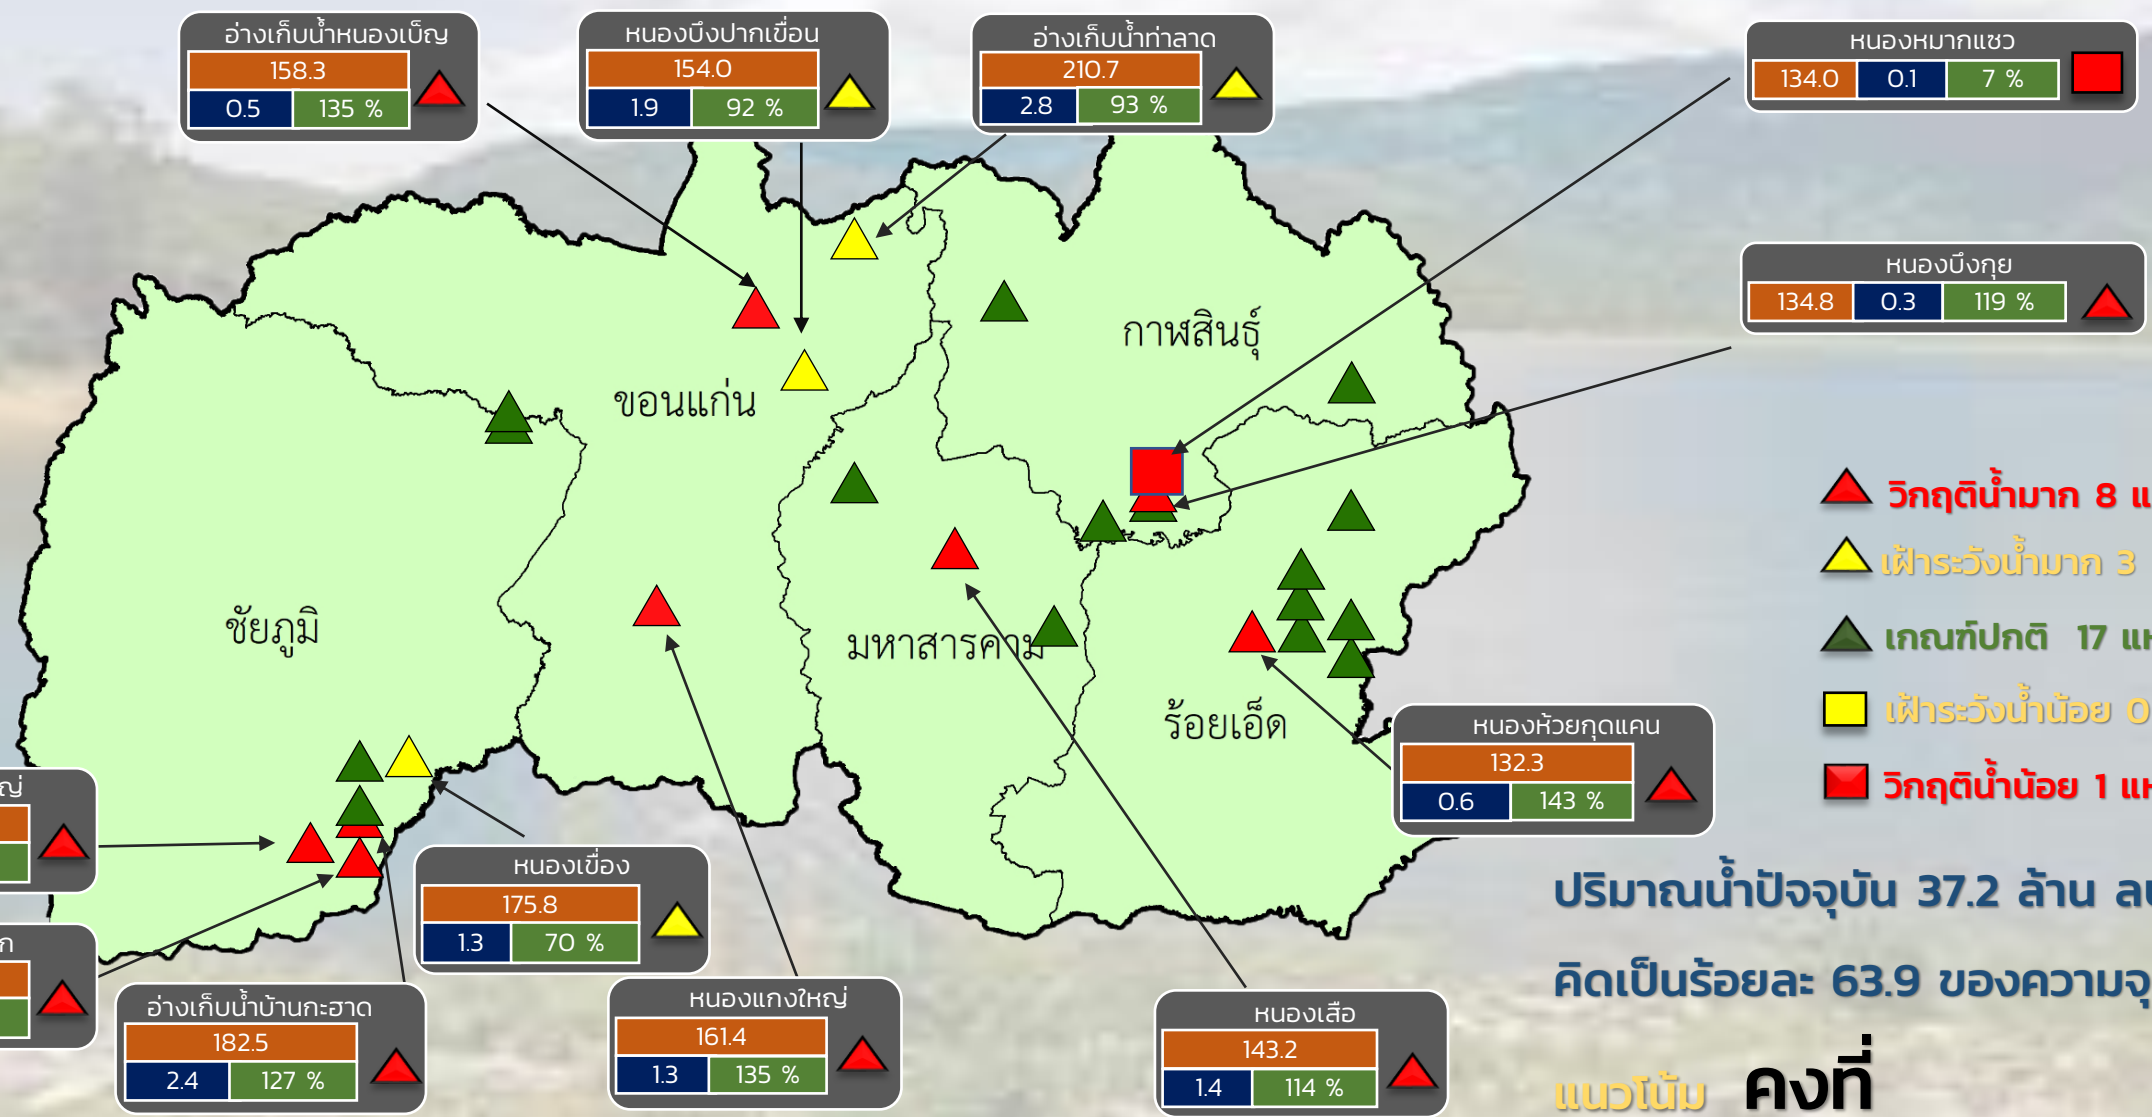 อ่างเก็บน้ำหนองเบ็ญ
158.3
0.5 135 %
หนองบึงปากเขื่อน
154.0
1.9 92 %
อ่างเก็บน้ำท่าลาด
210.7
2.8 93 %
หนองหมากแซว
134.0 0.1 7 %
หนองบึงกุย
134.8 0.3 119 %
กาฬสินธุ์
ขอนแก่น
ชัยภูมิ
มหาสารคาม
ร้อยเอ็ด
วิกฤติน้ำมาก 8
เฝ้าระวังน้ำมาก 3
เกณฑ์ปกติ 17
เฝ้าระวังน้ำน้อย 0
วิกฤติน้ำน้อย 1
หนองห้วยกุดแคน
132.3
0.6 143 %
หนองเขื่อง
175.8
1.3 70 %
อ่างเก็บน้ำบ้านกะฮาด
182.5
2.4 127 %
หนองแกงใหญ่
161.4
1.3 135 %
หนองเสือ
143.2
1.4 114 %
ปริมาณน้ำปัจจุบัน 37.2 ล้าน
คิดเป็นร้อยละ 63.9 ของความจุ
แนวโน้ม คงที่